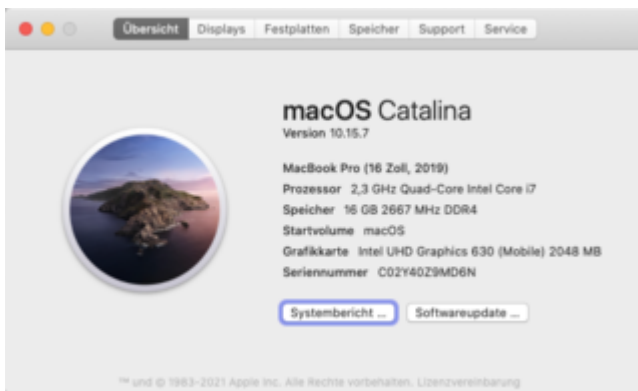 Übersicht Displays Festplatten Speicher Support Service
macOS Catalina
Version 10.15.7
MacBook Pro (16 Zoll, 2019)
Prozessor 2,3 GHz Quad-Core Intel Core i7
Speicher 16 GB 2667 MHz DDR4
Startvolume macOS
Grafikkarte Intel UHD Graphics 630 (Mobile) 2048 MB
Seriennummer C02Y40Z9MD6N
Systembericht ... Softwareupdate ...
™ und © 1983-2021 Apple Inc. Alle Rechte vorbehalten. Lizenzvereinbarung